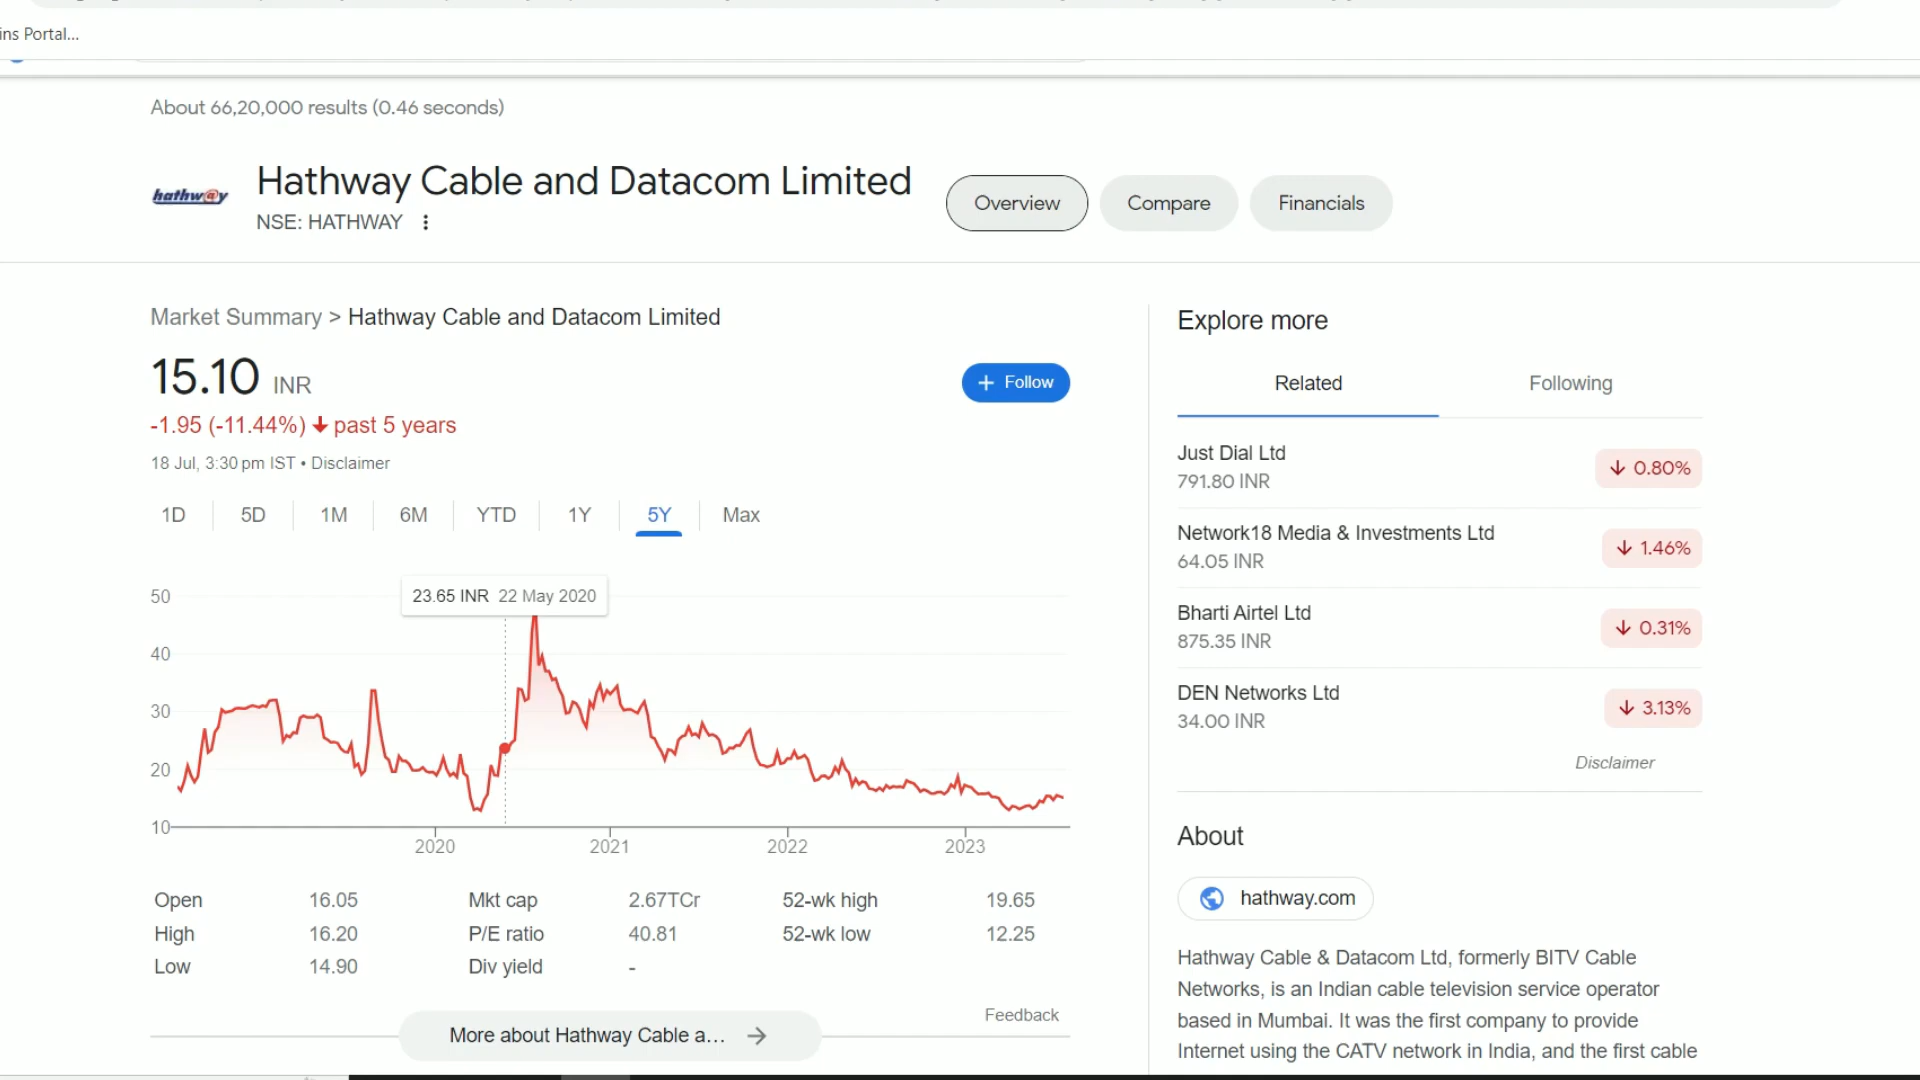 ins Portal...
About 66,20,000 results (0.46 seconds)
hathw@y
Hathway Cable and Datacom Limited
NSE: HATHWAY
Overview
Compare
Financials
Market Summary > Hathway Cable and Datacom Limited
15.10 INR
+ Follow
-1.95 (-11.44%) ↓ past 5 years
18 Jul, 3:30 pm IST • Disclaimer
1D 5D 1M 6M YTD 1Y 5Y Max
23.65 INR 22 May 2020
50
40
30
20
10
2020 2021 2022 2023
Open 16.05 Mkt cap 2.67TCr 52-wk high 19.65
High 16.20 P/E ratio 40.81 52-wk low 12.25
Low 14.90 Div yield -
Feedback
More about Hathway Cable a... →
Explore more
Related Following
Just Dial Ltd
791.80 INR
↓ 0.80%
Network18 Media & Investments Ltd
64.05 INR
↓ 1.46%
Bharti Airtel Ltd
875.35 INR
↓ 0.31%
DEN Networks Ltd
34.00 INR
↓ 3.13%
Disclaimer
About
hathway.com
Hathway Cable & Datacom Ltd, formerly BITV Cable
Networks, is an Indian cable television service operator
based in Mumbai. It was the first company to provide
Internet using the CATV network in India, and the first cable